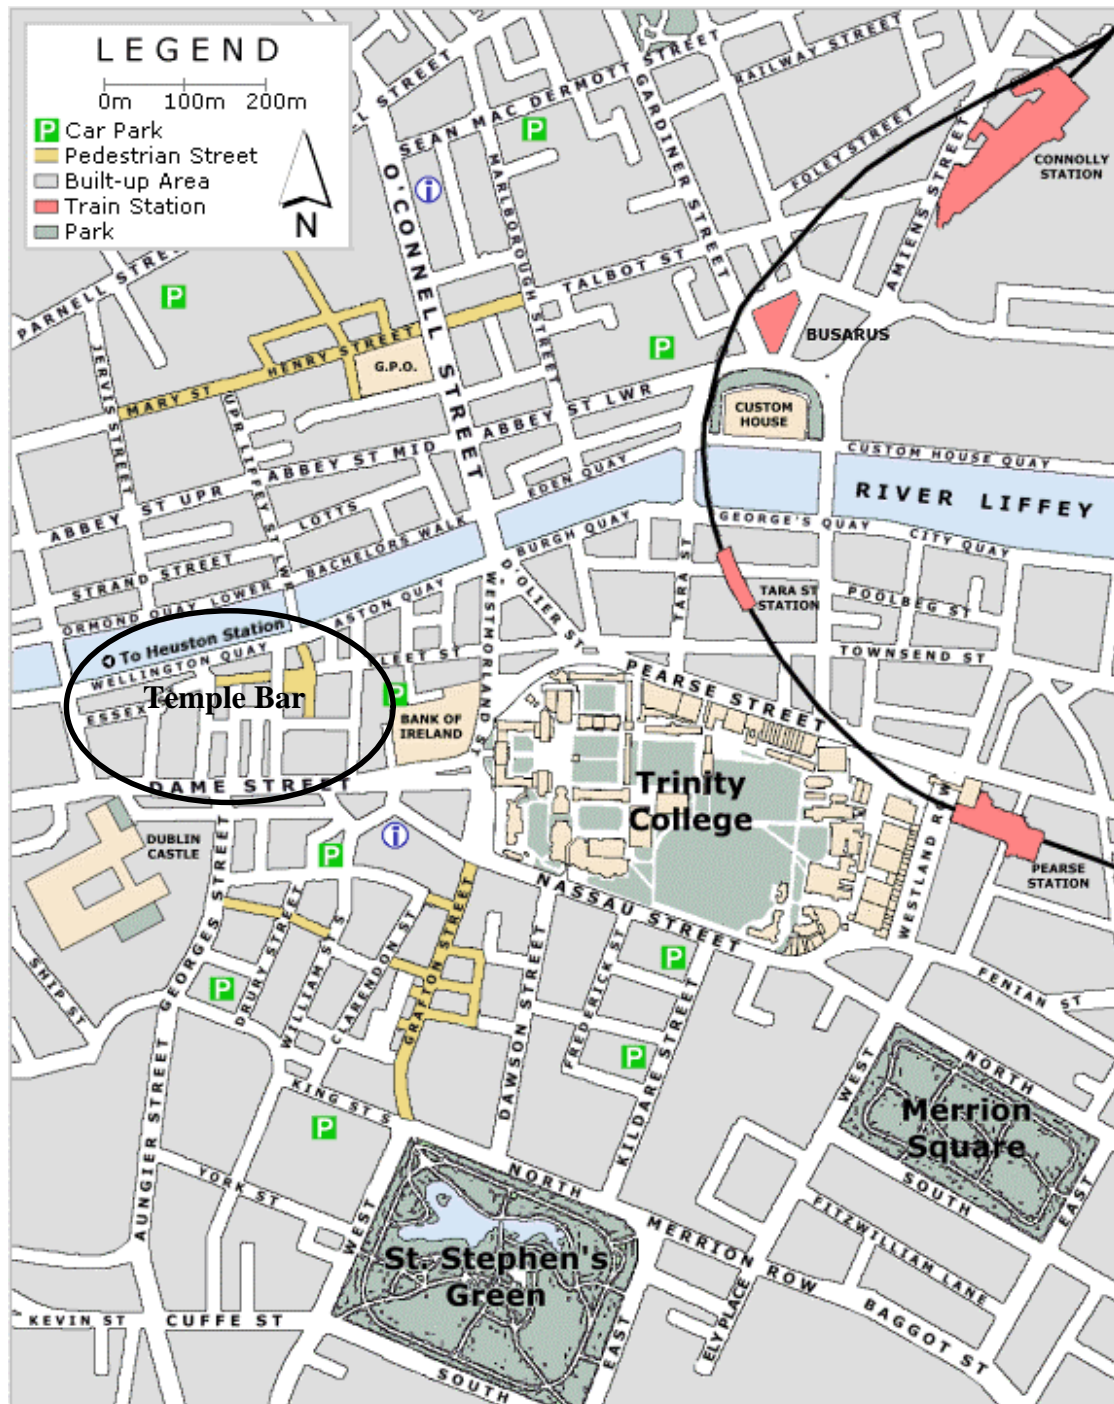 LEGEND
0m 100m 200m
P Car Park
Pedestrian Street
Built-up Area
Train Station
Park
N
STREET
SEAN MAC DERMOTT STREET
RAILWAY STREET
GARDINER STREET
FOLEY STREET
P
i
O'CONNELL STREET
MARLBOROUGH STREET
AMIENS STREET
CONNOLLY
STATION
PARNELL STREET
P
TALBOT ST
BUSARUS
JERVIS STREET
MARY ST
HENRY STREET
G.P.O.
P
CUSTOM
HOUSE
UPR LIFFEY STREET
ABBEY ST UPR
ABBEY ST MID
ABBEY ST LWR
CUSTOM HOUSE QUAY
EDEN QUAY
RIVER LIFFEY
LOTTS
BACHELORS WALK
BURGH QUAY
GEORGE'S QUAY
CITY QUAY
STRAND STREET
ORMOND QUAY LOWER
ASTON QUAY
To Heuston Station
WELLINGTON QUAY
D'OLIER ST
WESTMORLAND ST
TARA ST
TARA ST
STATION
POOLBEG ST
TOWNSEND ST
FLEET ST
PEARSE STREET
ESSEX
Temple Bar
P
BANK OF
IRELAND
Trinity
College
DAME STREET
DUBLIN
CASTLE
i
P
WESTLAND ROW
PEARSE
STATION
NASSAU STREET
GEORGES STREET
DRURY STREET
WILLIAM ST S
CLARENDON ST
GRAFTON STREET
DAWSON STREET
FREDERICK ST
KILDARE STREET
P
P
P
SHIP ST
FENIAN ST
KING ST S
P
AUNGIER STREET
YORK ST
WEST
NORTH
Merrion
Square
SOUTH
EAST
WEST
NORTH
St. Stephen's
Green
EAST
SOUTH
MERRION ROW
FITZWILLIAM LANE
BAGGOT ST
ELY PLACE
KEVIN ST
CUFFE ST